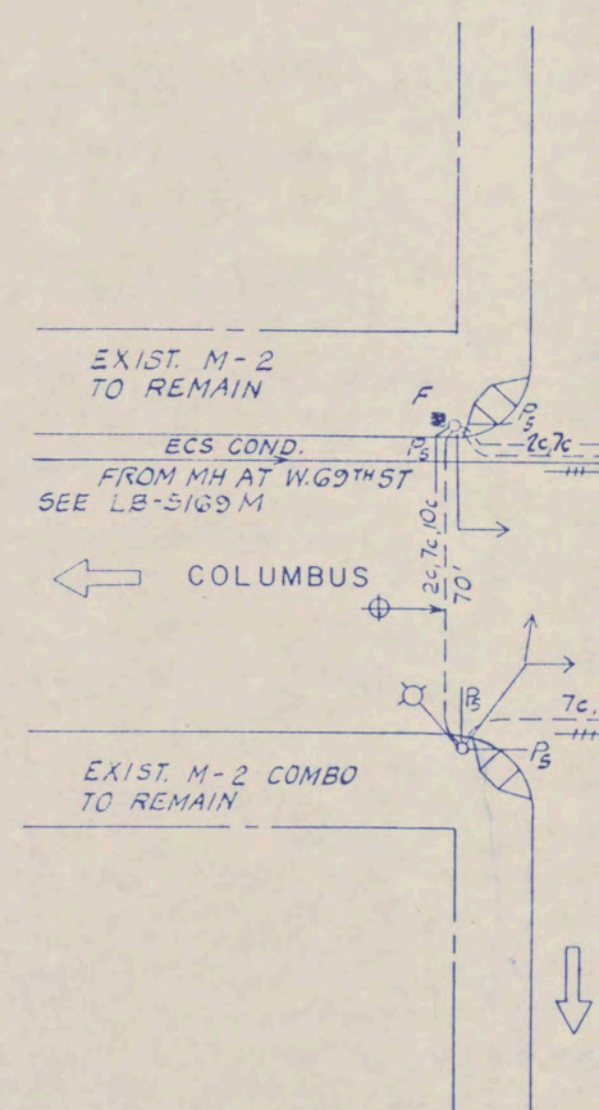 EXIST. M-2
TO REMAIN
F
Ps
2c,7c
Ps
ECS COND.
FROM MH AT W.69TH ST
SEE LB-5169 M
2c, 7c, 10c
70'
COLUMBUS
Ps
7c,
Ps
EXIST. M-2 COMBO
TO REMAIN